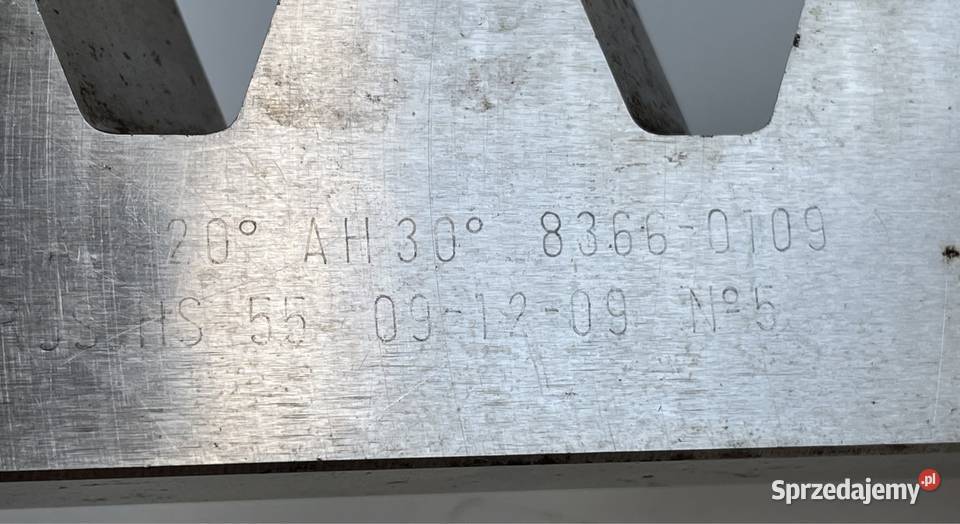 20° AH 30° 8366-0109
HS 55 09-12-09 Nº5
Sprzedajemy.pl